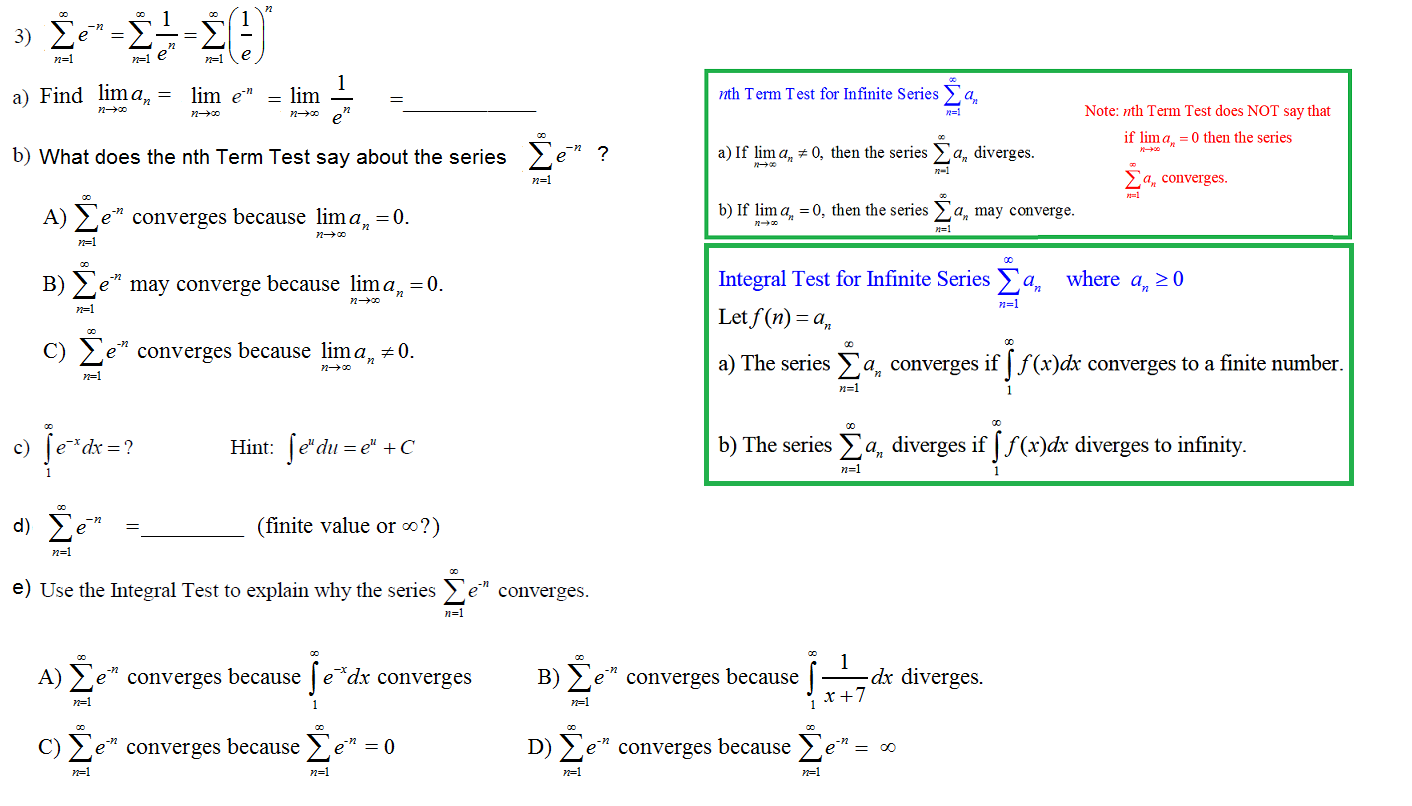 3) $\sum_{n=1}^{\infty} e^{-n} = \sum_{n=1}^{\infty} \frac{1}{e^n} = \sum_{n=1}^{\infty} \left(\frac{1}{e}\right)^n$
a) Find $\lim_{n\to\infty} a_n = \lim_{n\to\infty} e^{-n} = \lim_{n\to\infty} \frac{1}{e^n}$ =____________
b) What does the nth Term Test say about the series $\sum_{n=1}^{\infty} e^{-n}$ ?
A) $\sum_{n=1}^{\infty} e^{-n}$ converges because $\lim_{n\to\infty} a_n = 0.$
B) $\sum_{n=1}^{\infty} e^{-n}$ may converge because $\lim_{n\to\infty} a_n = 0.$
C) $\sum_{n=1}^{\infty} e^{-n}$ converges because $\lim_{n\to\infty} a_n \neq 0.$
c) $\int_1^{\infty} e^{-x} dx = ?$ Hint: $\int e^u du = e^u + C$
d) $\sum_{n=1}^{\infty} e^{-n}$ =_________ (finite value or ∞?)
e) Use the Integral Test to explain why the series $\sum_{n=1}^{\infty} e^{-n}$ converges.
A) $\sum_{n=1}^{\infty} e^{-n}$ converges because $\int_1^{\infty} e^{-x} dx$ converges
B) $\sum_{n=1}^{\infty} e^{-n}$ converges because $\int_1^{\infty} \frac{1}{x+7} dx$ diverges.
C) $\sum_{n=1}^{\infty} e^{-n}$ converges because $\sum_{n=1}^{\infty} e^{-n} = 0$
D) $\sum_{n=1}^{\infty} e^{-n}$ converges because $\sum_{n=1}^{\infty} e^{-n} = \infty$
nth Term Test for Infinite Series $\sum_{n=1}^{\infty} a_n$
a) If $\lim_{n\to\infty} a_n \neq 0$, then the series $\sum_{n=1}^{\infty} a_n$ diverges.
b) If $\lim_{n\to\infty} a_n = 0$, then the series $\sum_{n=1}^{\infty} a_n$ may converge.
Note: nth Term Test does NOT say that
if $\lim_{n\to\infty} a_n = 0$ then the series
$\sum_{n=1}^{\infty} a_n$ converges.
Integral Test for Infinite Series $\sum_{n=1}^{\infty} a_n$ where $a_n \geq 0$
Let $f(n) = a_n$
a) The series $\sum_{n=1}^{\infty} a_n$ converges if $\int_1^{\infty} f(x)dx$ converges to a finite number.
b) The series $\sum_{n=1}^{\infty} a_n$ diverges if $\int_1^{\infty} f(x)dx$ diverges to infinity.